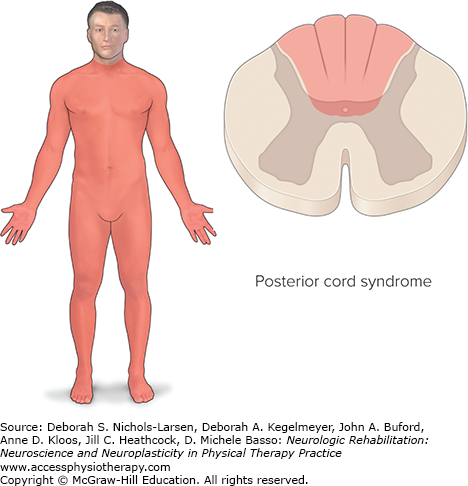 Posterior cord syndrome
Source: Deborah S. Nichols-Larsen, Deborah A. Kegelmeyer, John A. Buford,
Anne D. Kloos, Jill C. Heathcock, D. Michele Basso: Neurologic Rehabilitation:
Neuroscience and Neuroplasticity in Physical Therapy Practice
www.accessphysiotherapy.com
Copyright © McGraw-Hill Education. All rights reserved.